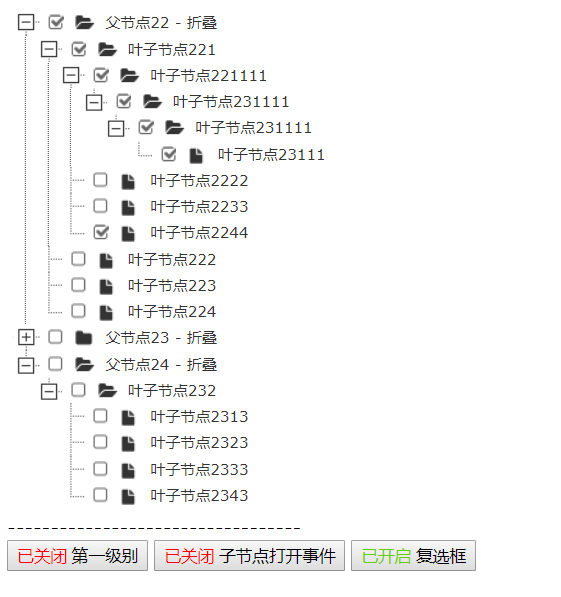 父节点22 - 折叠
叶子节点221
叶子节点221111
叶子节点231111
叶子节点231111
叶子节点23111
叶子节点2222
叶子节点2233
叶子节点2244
叶子节点222
叶子节点223
叶子节点224
父节点23 - 折叠
父节点24 - 折叠
叶子节点232
叶子节点2313
叶子节点2323
叶子节点2333
叶子节点2343
----------------------------------
已关闭 第一级别 已关闭 子节点打开事件 已开启 复选框